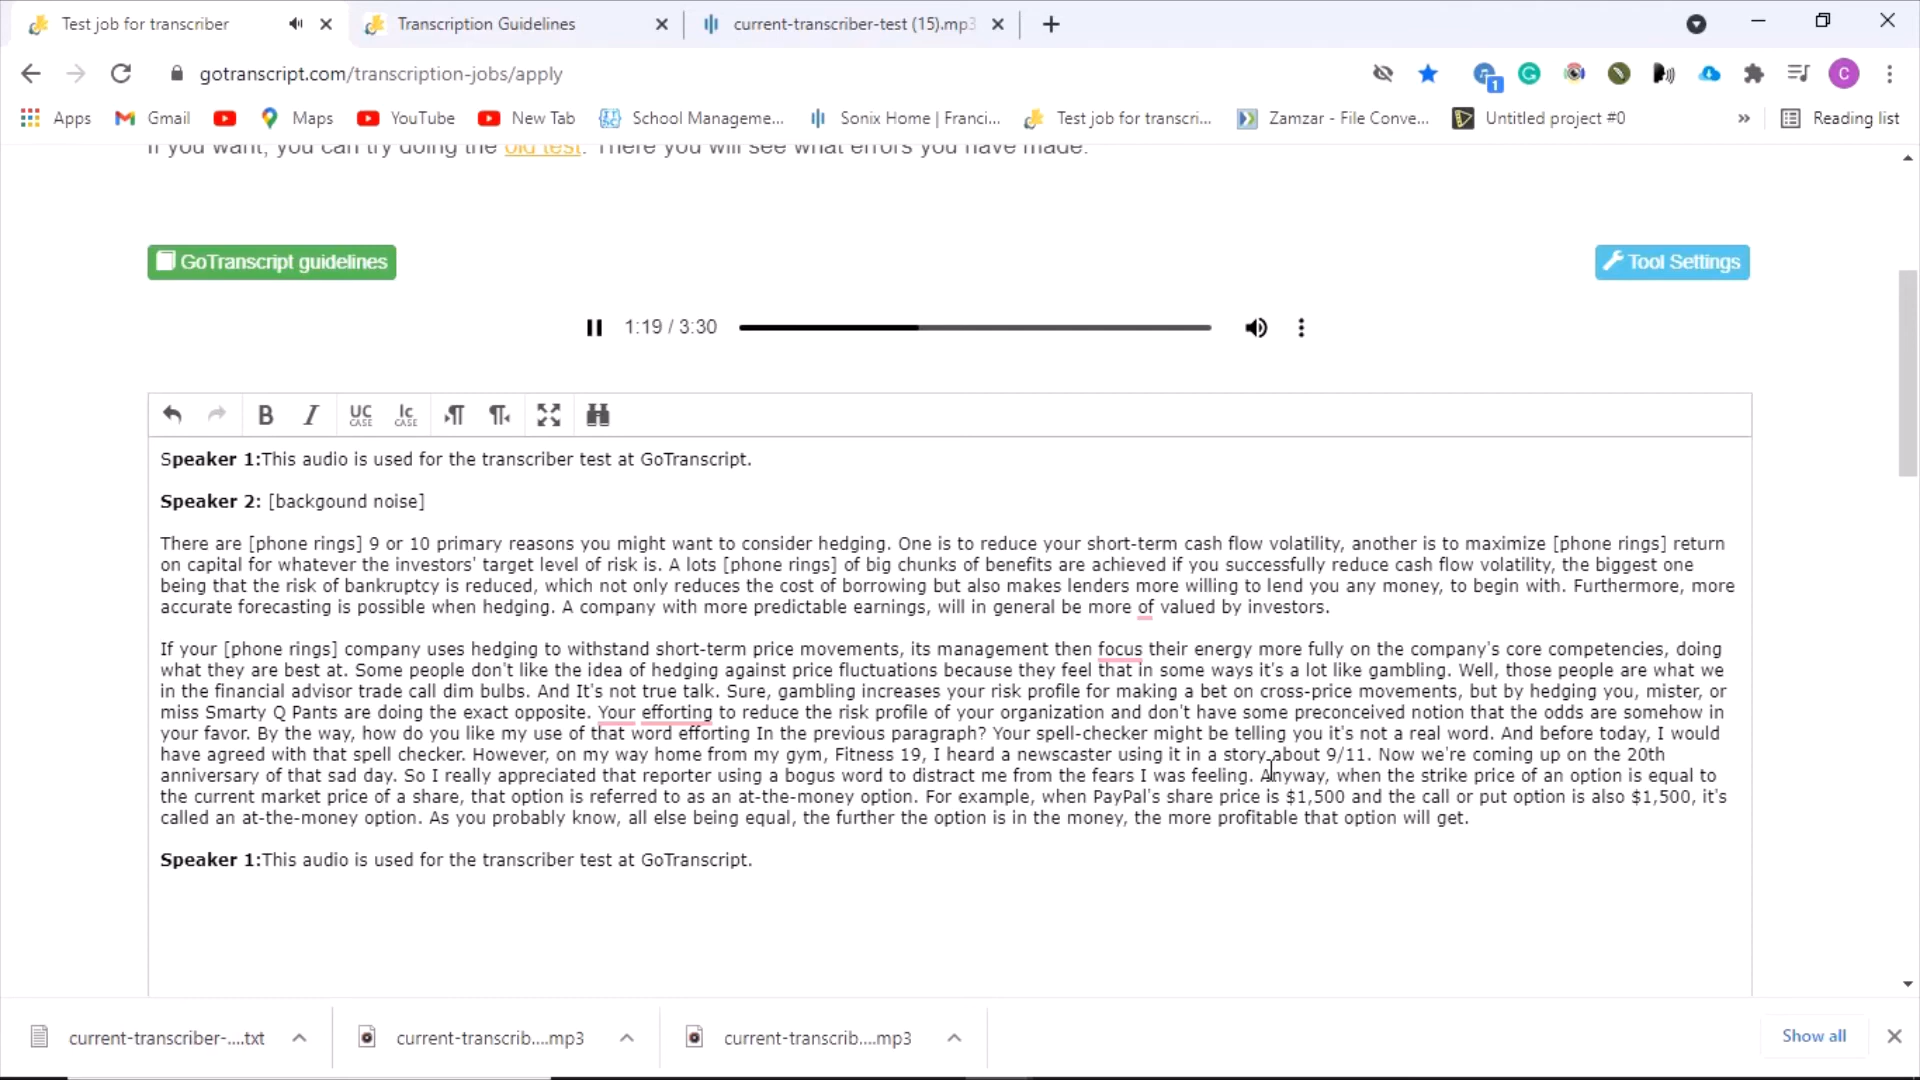 Test job for transcriber
Transcription Guidelines
current-transcriber-test (15).mp3
gotranscript.com/transcription-jobs/apply
1
C
Apps
Gmail
Maps
YouTube
New Tab
School Manageme...
Sonix Home | Franci...
Test job for transcri...
Zamzar - File Conve...
Untitled project #0
»
Reading list
If you want, you can try doing the old test. There you will see what errors you have made.
GoTranscript guidelines
Tool Settings
1:19 / 3:30
B I UC CASE lc CASE
Speaker 1:This audio is used for the transcriber test at GoTranscript.
Speaker 2: [backgound noise]
There are [phone rings] 9 or 10 primary reasons you might want to consider hedging. One is to reduce your short-term cash flow volatility, another is to maximize [phone rings] return
on capital for whatever the investors' target level of risk is. A lots [phone rings] of big chunks of benefits are achieved if you successfully reduce cash flow volatility, the biggest one
being that the risk of bankruptcy is reduced, which not only reduces the cost of borrowing but also makes lenders more willing to lend you any money, to begin with. Furthermore, more
accurate forecasting is possible when hedging. A company with more predictable earnings, will in general be more of valued by investors.
If your [phone rings] company uses hedging to withstand short-term price movements, its management then focus their energy more fully on the company's core competencies, doing
what they are best at. Some people don't like the idea of hedging against price fluctuations because they feel that in some ways it's a lot like gambling. Well, those people are what we
in the financial advisor trade call dim bulbs. And It's not true talk. Sure, gambling increases your risk profile for making a bet on cross-price movements, but by hedging you, mister, or
miss Smarty Q Pants are doing the exact opposite. Your efforting to reduce the risk profile of your organization and don't have some preconceived notion that the odds are somehow in
your favor. By the way, how do you like my use of that word efforting In the previous paragraph? Your spell-checker might be telling you it's not a real word. And before today, I would
have agreed with that spell checker. However, on my way home from my gym, Fitness 19, I heard a newscaster using it in a story about 9/11. Now we're coming up on the 20th
anniversary of that sad day. So I really appreciated that reporter using a bogus word to distract me from the fears I was feeling. Anyway, when the strike price of an option is equal to
the current market price of a share, that option is referred to as an at-the-money option. For example, when PayPal's share price is $1,500 and the call or put option is also $1,500, it's
called an at-the-money option. As you probably know, all else being equal, the further the option is in the money, the more profitable that option will get.
Speaker 1:This audio is used for the transcriber test at GoTranscript.
current-transcriber-....txt
current-transcrib....mp3
current-transcrib....mp3
Show all